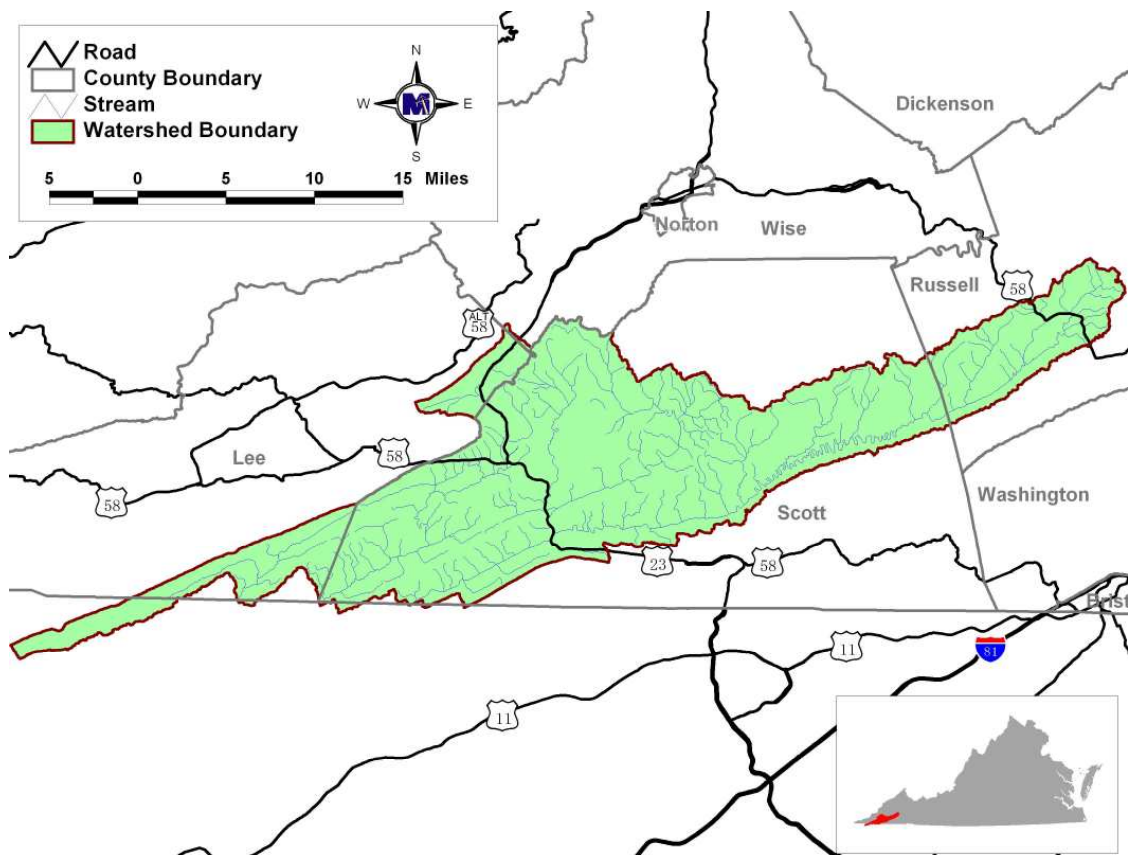 Road
County Boundary
Stream
Watershed Boundary
N
W
E
S
M
5 0 5 10 15 Miles
Dickenson
Norton
Wise
Russell
58
ALT
58
Lee
58
58
Washington
Scott
23
58
Brist
11
81
11